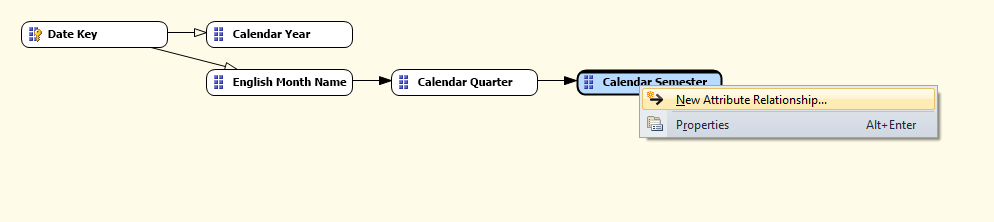 Date Key
Calendar Year
English Month Name
Calendar Quarter
Calendar Semester
New Attribute Relationship...
Properties Alt+Enter